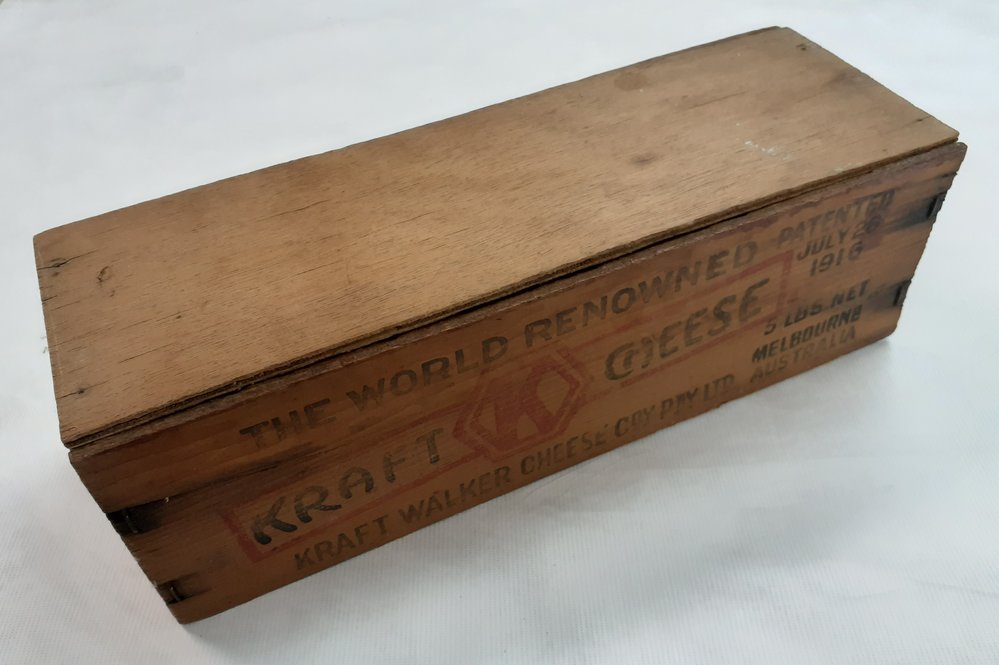 THE WORLD RENOWNED
KRAFT K CHEESE
KRAFT WALKER CHEESE COY PTY LTD.
PATENTED
JULY 26
1916
5 LBS NET
MELBOURNE
AUSTRALIA